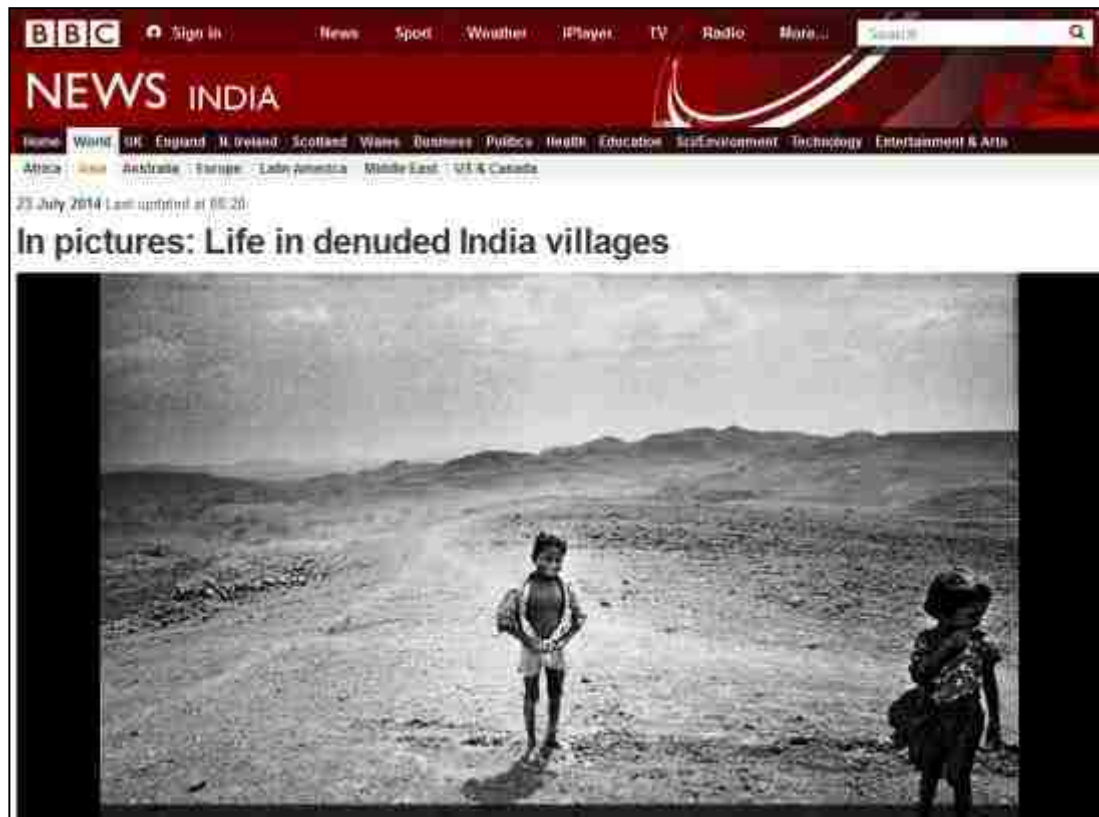 BBC Sign in News Sport Weather iPlayer TV Radio More... Search
NEWS INDIA
Home World UK England N. Ireland Scotland Wales Business Politics Health Education Sci/Environment Technology Entertainment & Arts
Africa Asia Australia Europe Latin America Middle East US & Canada
July 2014 Last updated at
In pictures: Life in denuded India villages